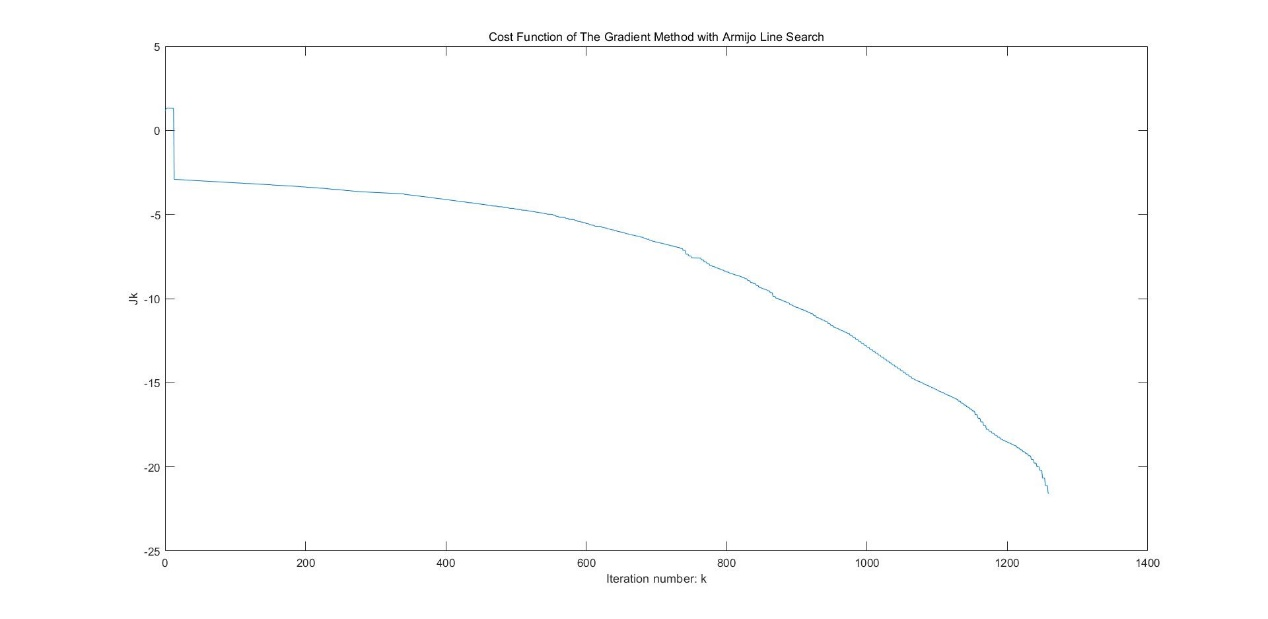 Cost Function of The Gradient Method with Armijo Line Search
5
0
-5
-10
-15
-20
-25
Jk
0 200 400 600 800 1000 1200 1400
Iteration number: k